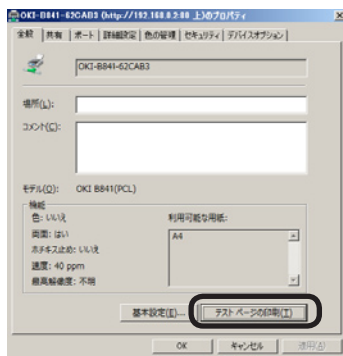 OKI-B841-62CAB3 (http://192.168.0.2:80 上)のプロパティ
全般 共有 ポート 詳細設定 色の管理 セキュリティ デバイスオプション
OKI-B841-62CAB3
場所(L):
コメント(C):
モデル(O): OKI B841(PCL)
機能
色: いいえ 利用可能な用紙:
両面: はい A4
ホチキス止め: いいえ
速度: 40 ppm
最高解像度: 不明
基本設定(I)... テスト ページの印刷(T)
OK キャンセル 適用(A)